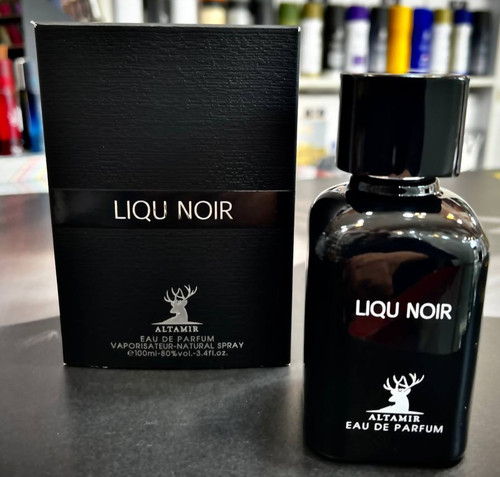 LIQU NOIR
ALTAMIR
EAU DE PARFUM
VAPORISATEUR-NATURAL SPRAY
℮100ml-80%vol.-3.4fl.oz.
LIQU NOIR
ALTAMIR
EAU DE PARFUM